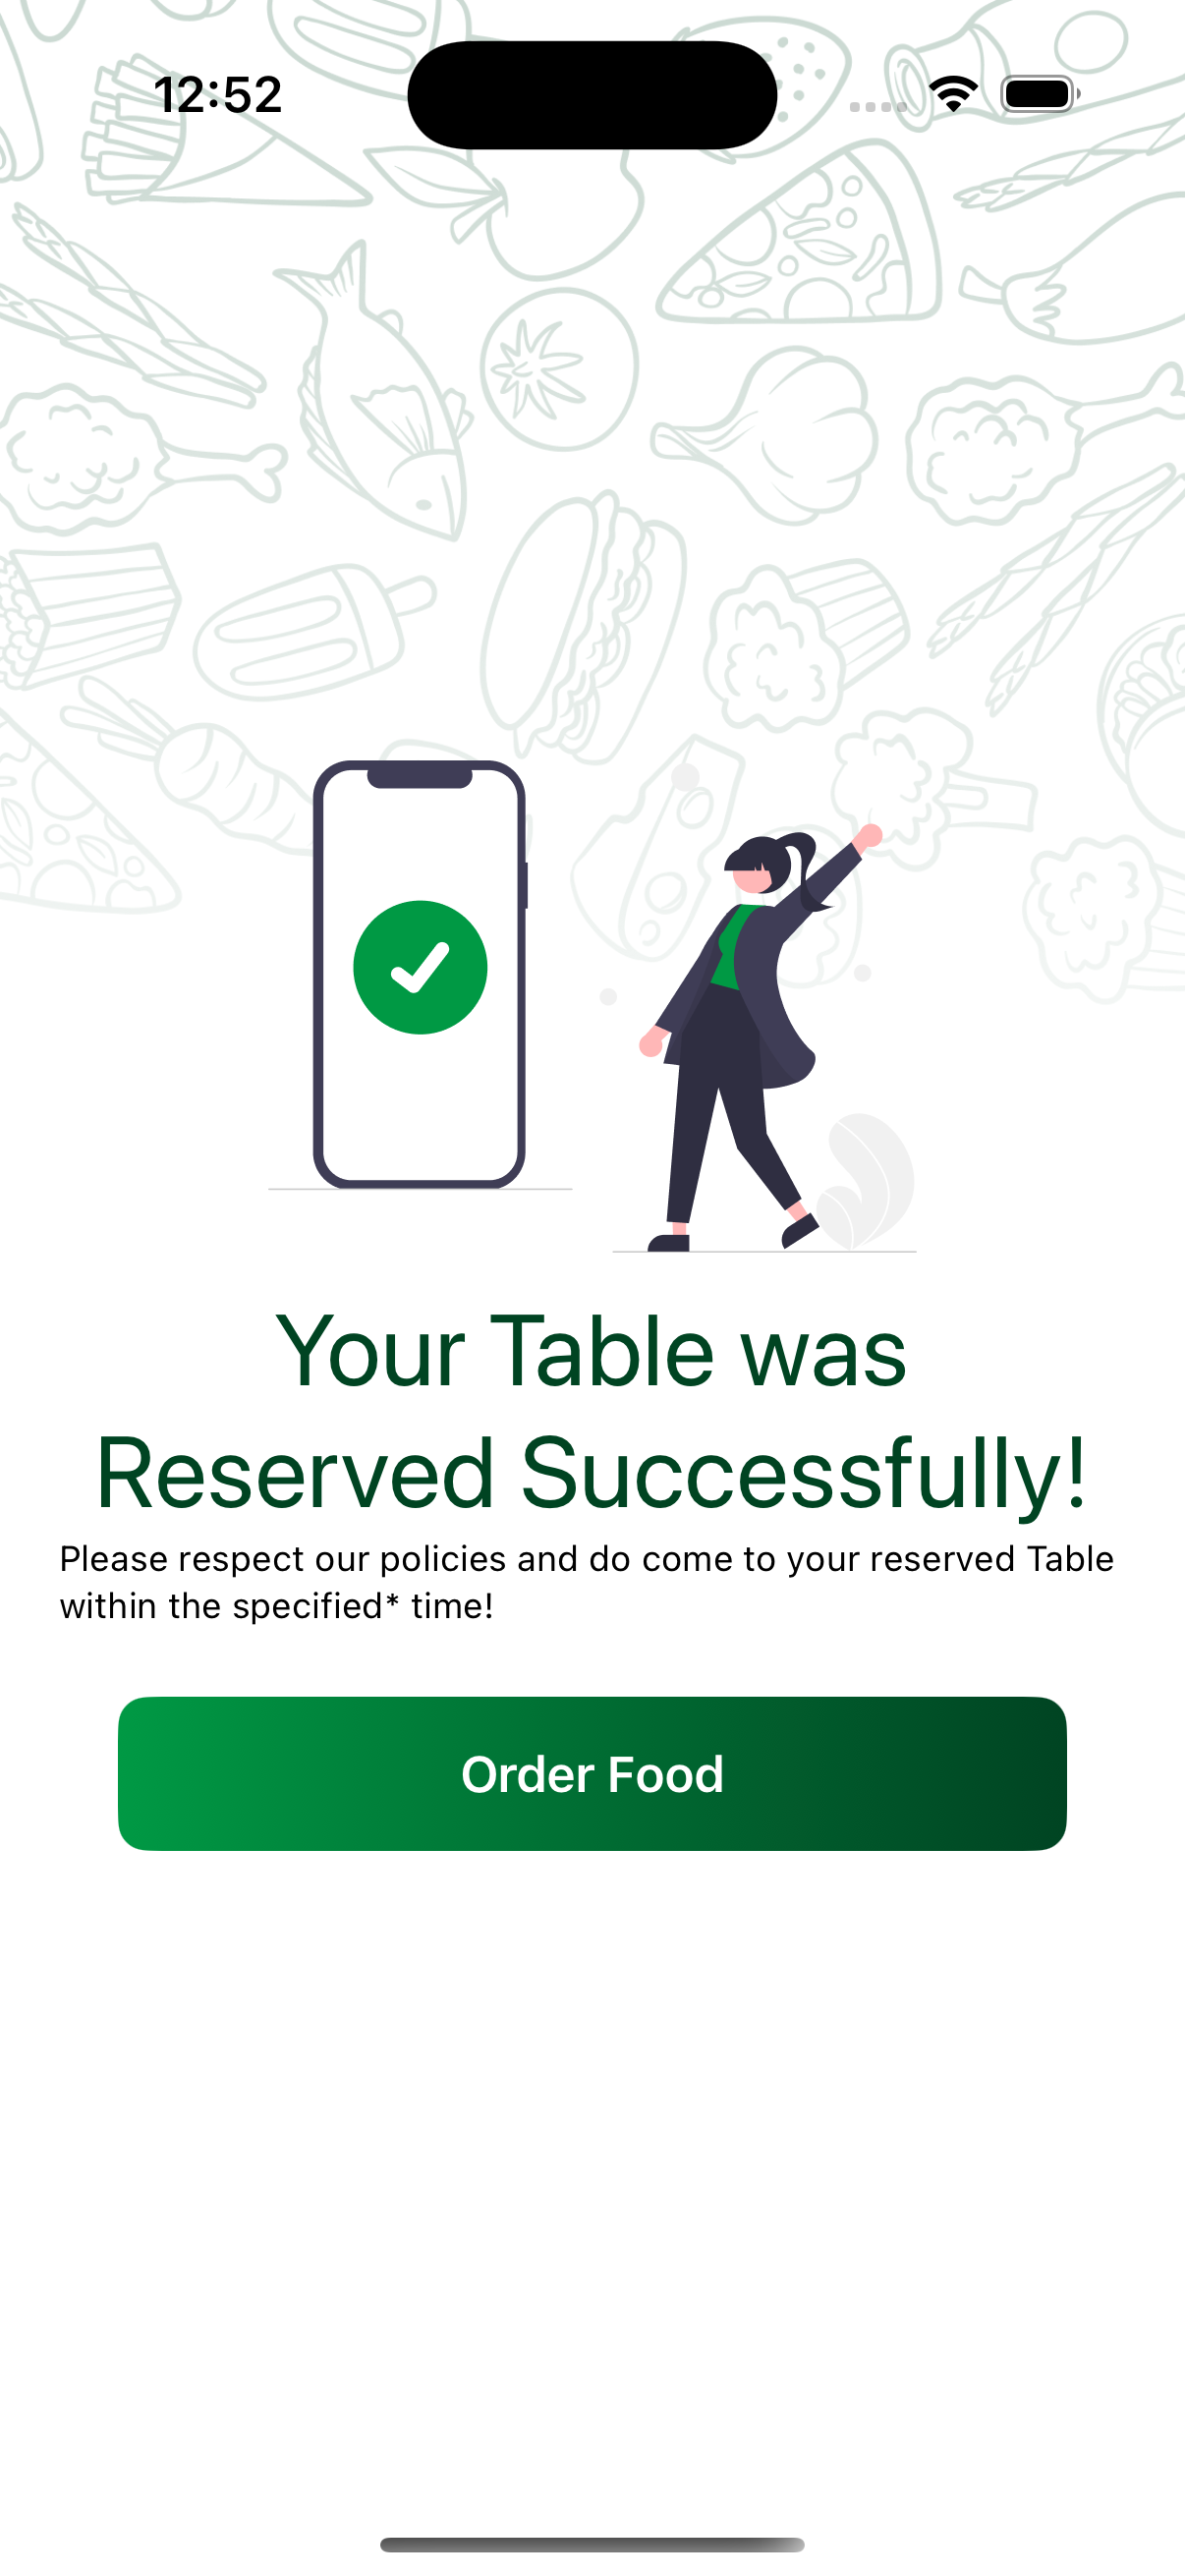 12:52
Your Table was
Reserved Successfully!
Please respect our policies and do come to your reserved Table
within the specified* time!
Order Food